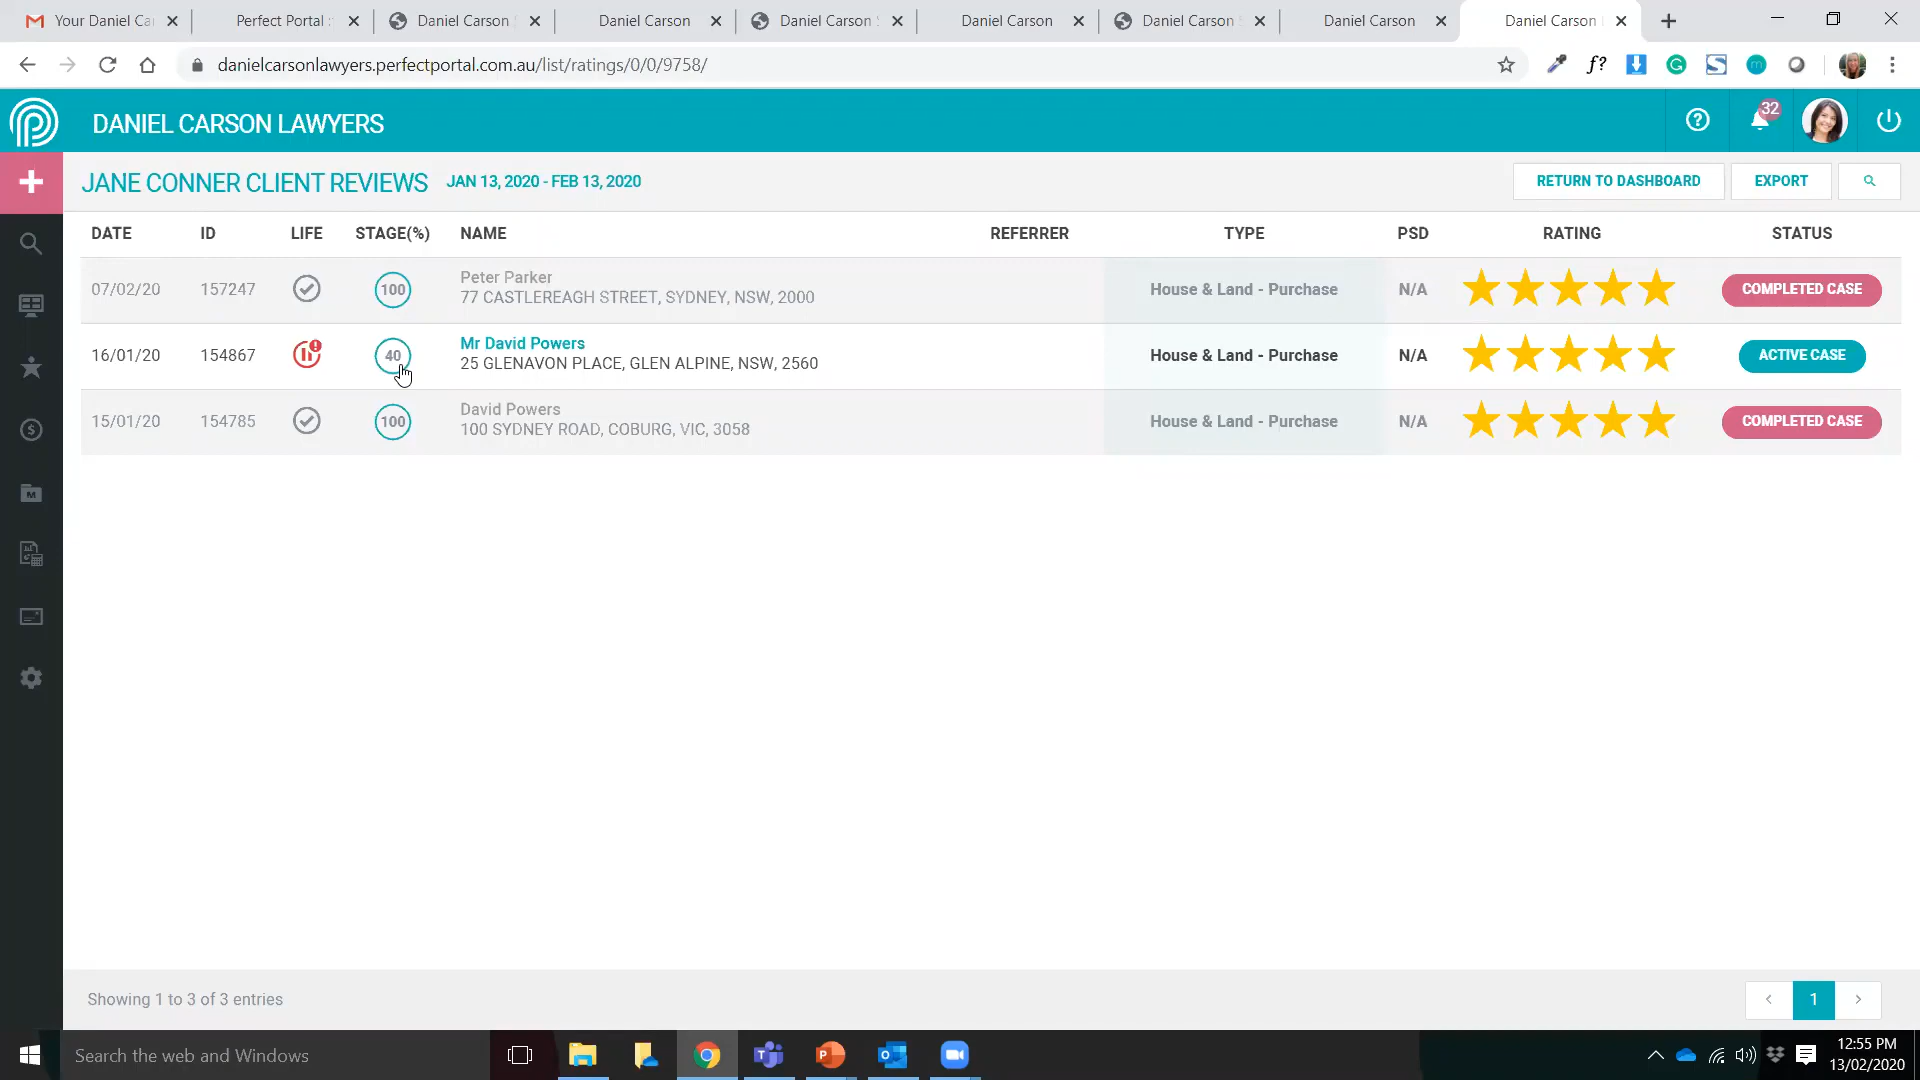 Your Daniel Ca
Perfect Portal :
Daniel Carson
Daniel Carson
Daniel Carson
Daniel Carson
Daniel Carson
Daniel Carson
Daniel Carson
danielcarsonlawyers.perfectportal.com.au/list/ratings/0/0/9758/
f?
DANIEL CARSON LAWYERS
32
JANE CONNER CLIENT REVIEWS JAN 13, 2020 - FEB 13, 2020
RETURN TO DASHBOARD
EXPORT
DATE ID LIFE STAGE(%) NAME REFERRER TYPE PSD RATING STATUS
Peter Parker
07/02/20 157247 100 77 CASTLEREAGH STREET, SYDNEY, NSW, 2000 House & Land - Purchase N/A COMPLETED CASE
Mr David Powers
16/01/20 154867 40 25 GLENAVON PLACE, GLEN ALPINE, NSW, 2560 House & Land - Purchase N/A ACTIVE CASE
David Powers
15/01/20 154785 100 100 SYDNEY ROAD, COBURG, VIC, 3058 House & Land - Purchase N/A COMPLETED CASE
Showing 1 to 3 of 3 entries
< 1 >
Search the web and Windows
12:55 PM
13/02/2020